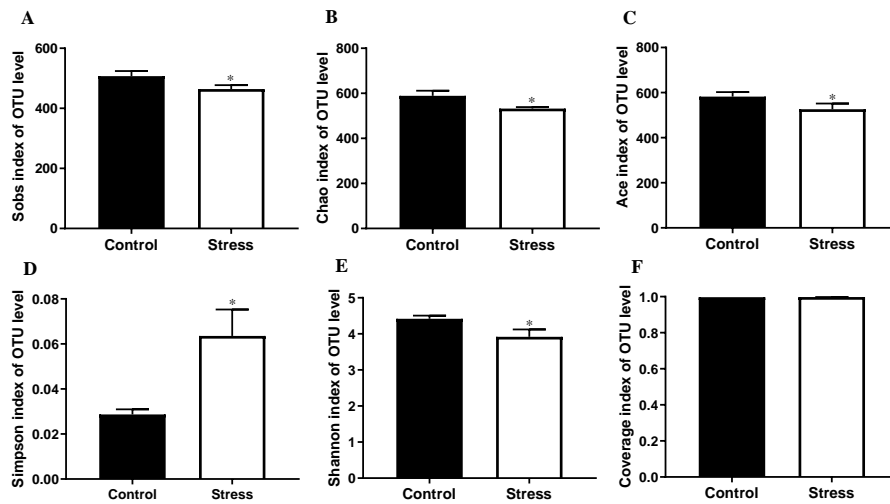 A
Sobs index of OTU level
600
400
200
0
*
Control
Stress
B
Chao index of OTU level
800
600
400
200
0
*
Control
Stress
C
Ace index of OTU level
800
600
400
200
0
*
Control
Stress
D
Simpson index of OTU level
0.08
0.06
0.04
0.02
0.00
*
Control
Stress
E
Shannon index of OTU level
5
4
3
2
1
0
*
Control
Stress
F
Coverage index of OTU level
1.0
0.8
0.6
0.4
0.2
0.0
Control
Stress